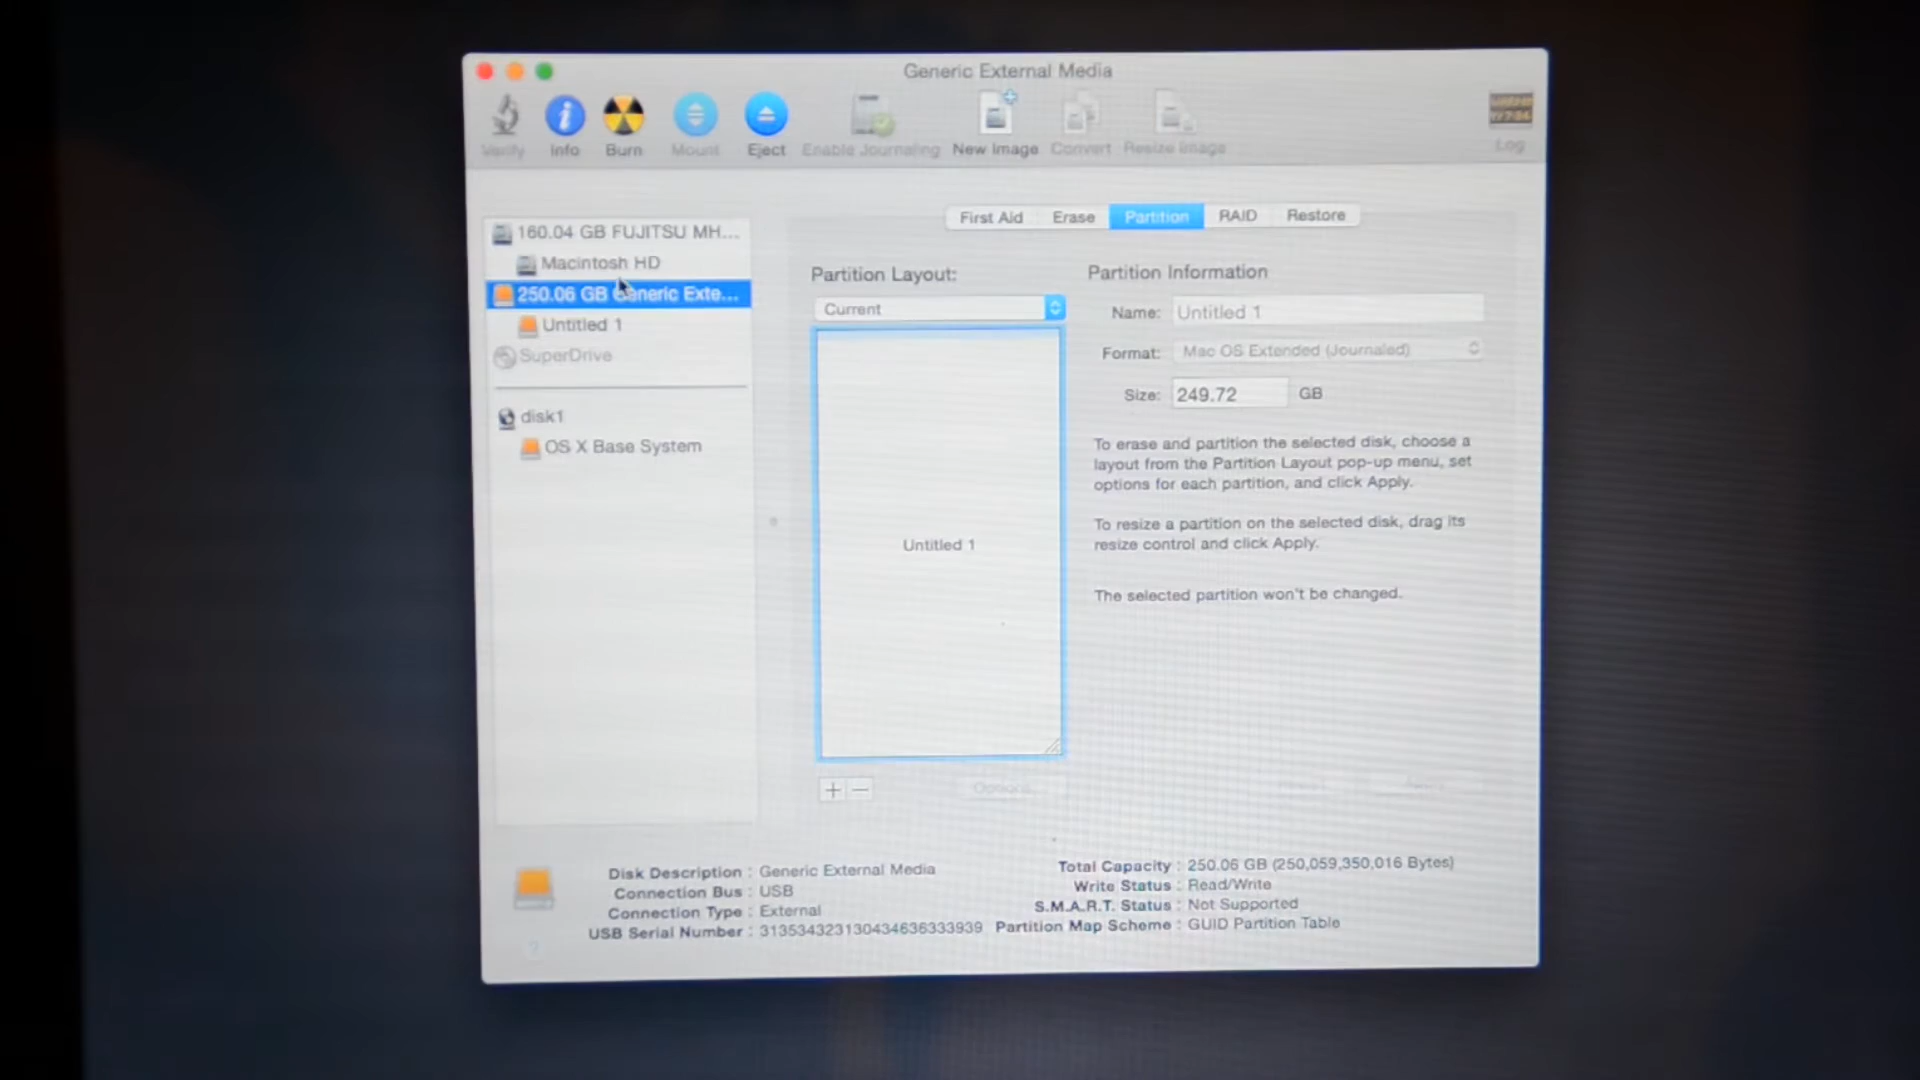 Generic External Media
Verify Info Burn Mount Eject Enable Journaling New Image Convert Resize Image Log
First Aid Erase Partition RAID Restore
160.04 GB FUJITSU MH...
Macintosh HD
250.06 GB Generic Exte...
Untitled 1
SuperDrive
disk1
OS X Base System
Partition Layout:
Current
Untitled 1
+ −
Partition Information
Name: Untitled 1
Format: Mac OS Extended (Journaled)
Size: 249.72 GB
To erase and partition the selected disk, choose a
layout from the Partition Layout pop-up menu, set
options for each partition, and click Apply.
To resize a partition on the selected disk, drag its
resize control and click Apply.
The selected partition won't be changed.
Options...
Disk Description : Generic External Media
Connection Bus : USB
Connection Type : External
USB Serial Number : 313534323130434636333939
Total Capacity : 250.06 GB (250,059,350,016 Bytes)
Write Status : Read/Write
S.M.A.R.T. Status : Not Supported
Partition Map Scheme : GUID Partition Table
?